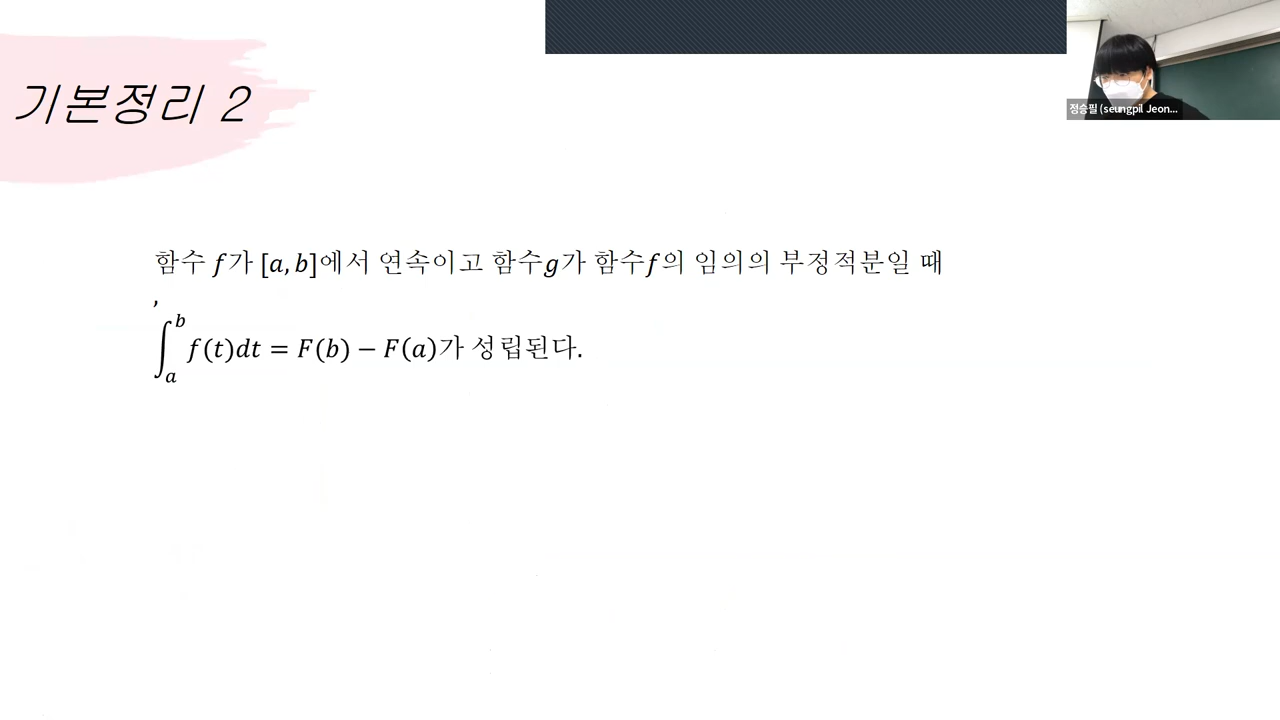 기본정리 2
정승필 (seungpil Jeon...
함수 f가 [a, b]에서 연속이고 함수g가 함수f의 임의의 부정적분일 때
,
∫_a^b f(t)dt = F(b) − F(a)가 성립된다.